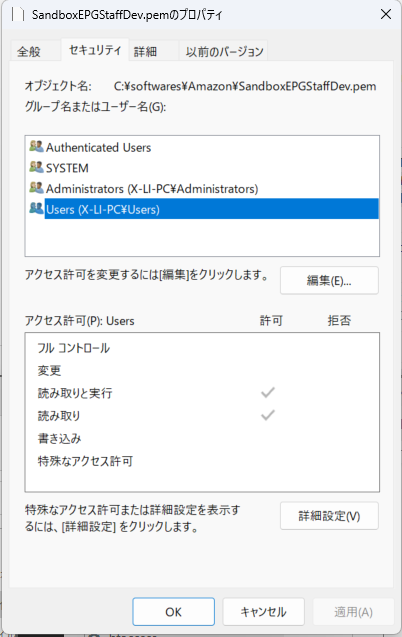 SandboxEPGStaffDev.pemのプロパティ
全般
セキュリティ
詳細
以前のバージョン
オブジェクト名: C:¥softwares¥Amazon¥SandboxEPGStaffDev.pem
グループ名またはユーザー名(G):
Authenticated Users
SYSTEM
Administrators (X-LI-PC¥Administrators)
Users (X-LI-PC¥Users)
アクセス許可を変更するには[編集]をクリックします。
編集(E)...
アクセス許可(P): Users 許可 拒否
フル コントロール
変更
読み取りと実行
読み取り
書き込み
特殊なアクセス許可
特殊なアクセス許可または詳細設定を表示す
るには、[詳細設定] をクリックします。
詳細設定(V)
OK
キャンセル
適用(A)